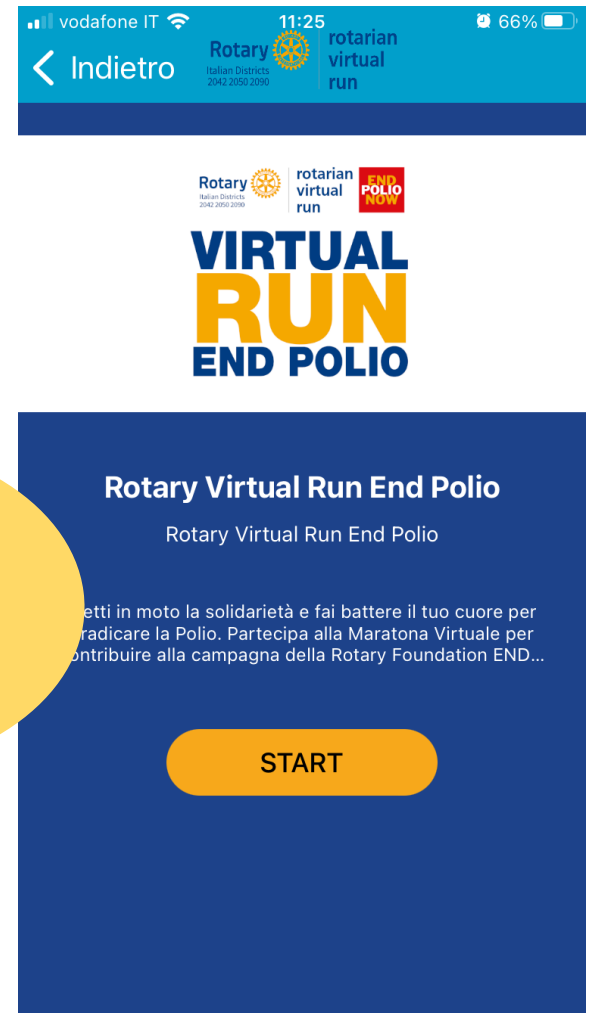 vodafone IT 11:25 66%
Indietro
Rotary
Italian Districts
2042 2050 2090
rotarian
virtual
run
Rotary
Italian Districts
2042 2050 2090
rotarian
virtual
run
END
POLIO
NOW
VIRTUAL
RUN
END POLIO
Rotary Virtual Run End Polio
Rotary Virtual Run End Polio
etti in moto la solidarietà e fai battere il tuo cuore per
radicare la Polio. Partecipa alla Maratona Virtuale per
ontribuire alla campagna della Rotary Foundation END...
START